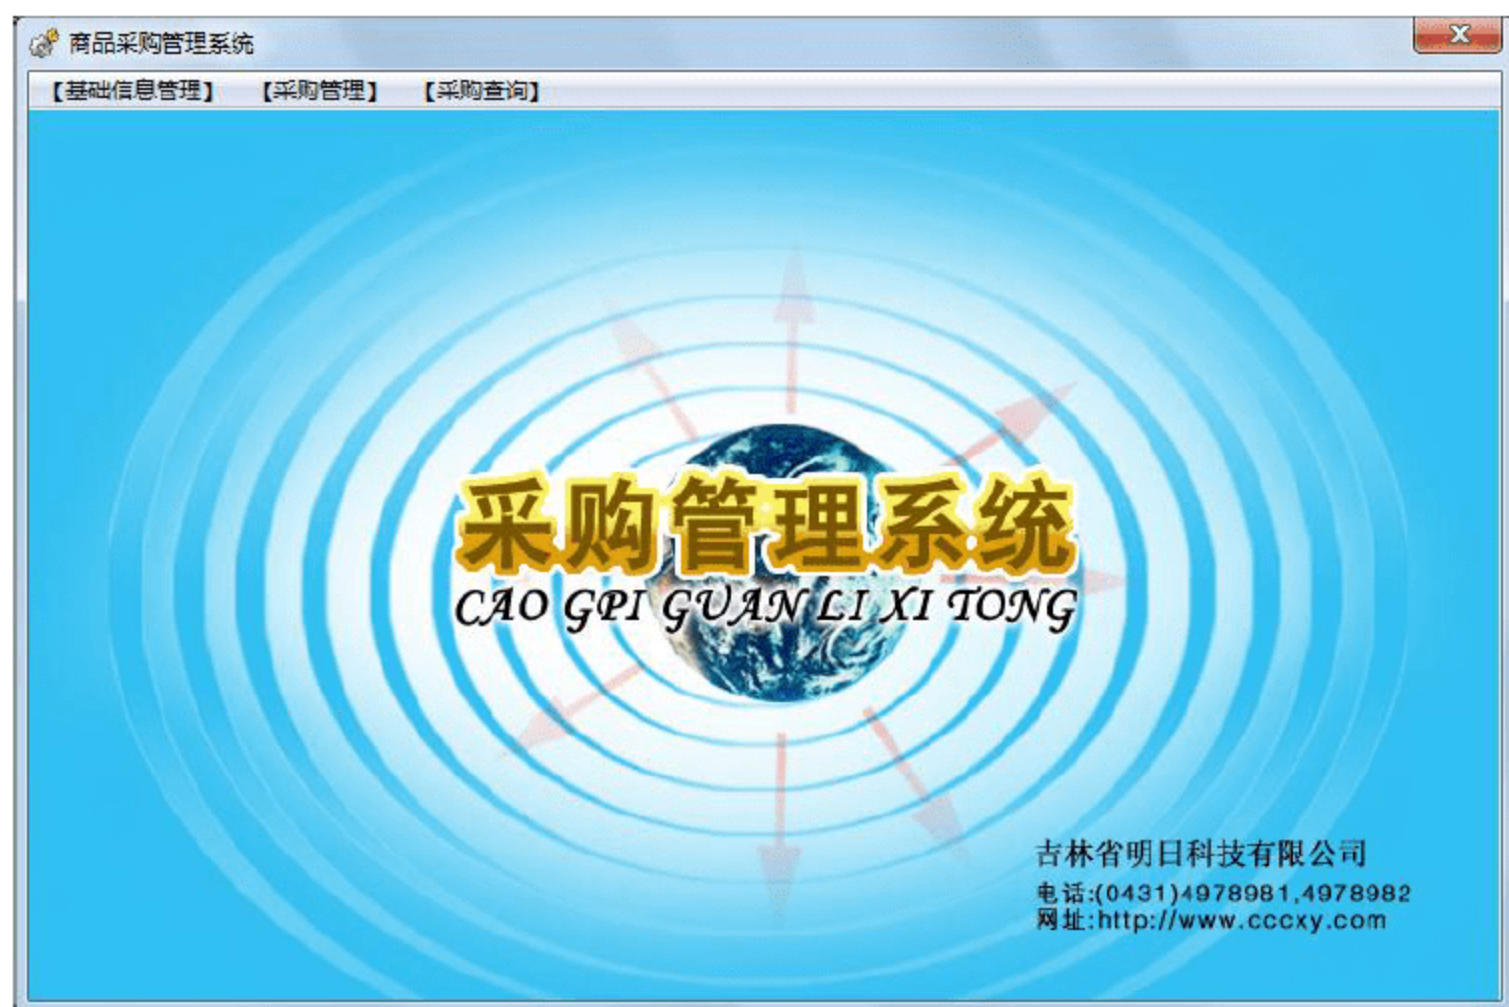 商品采购管理系统
【基础信息管理】 【采购管理】 【采购查询】
采购管理系统
CAO GPI GUAN LI XI TONG
吉林省明日科技有限公司
电话:(0431)4978981,4978982
网址:http://www.cccxy.com